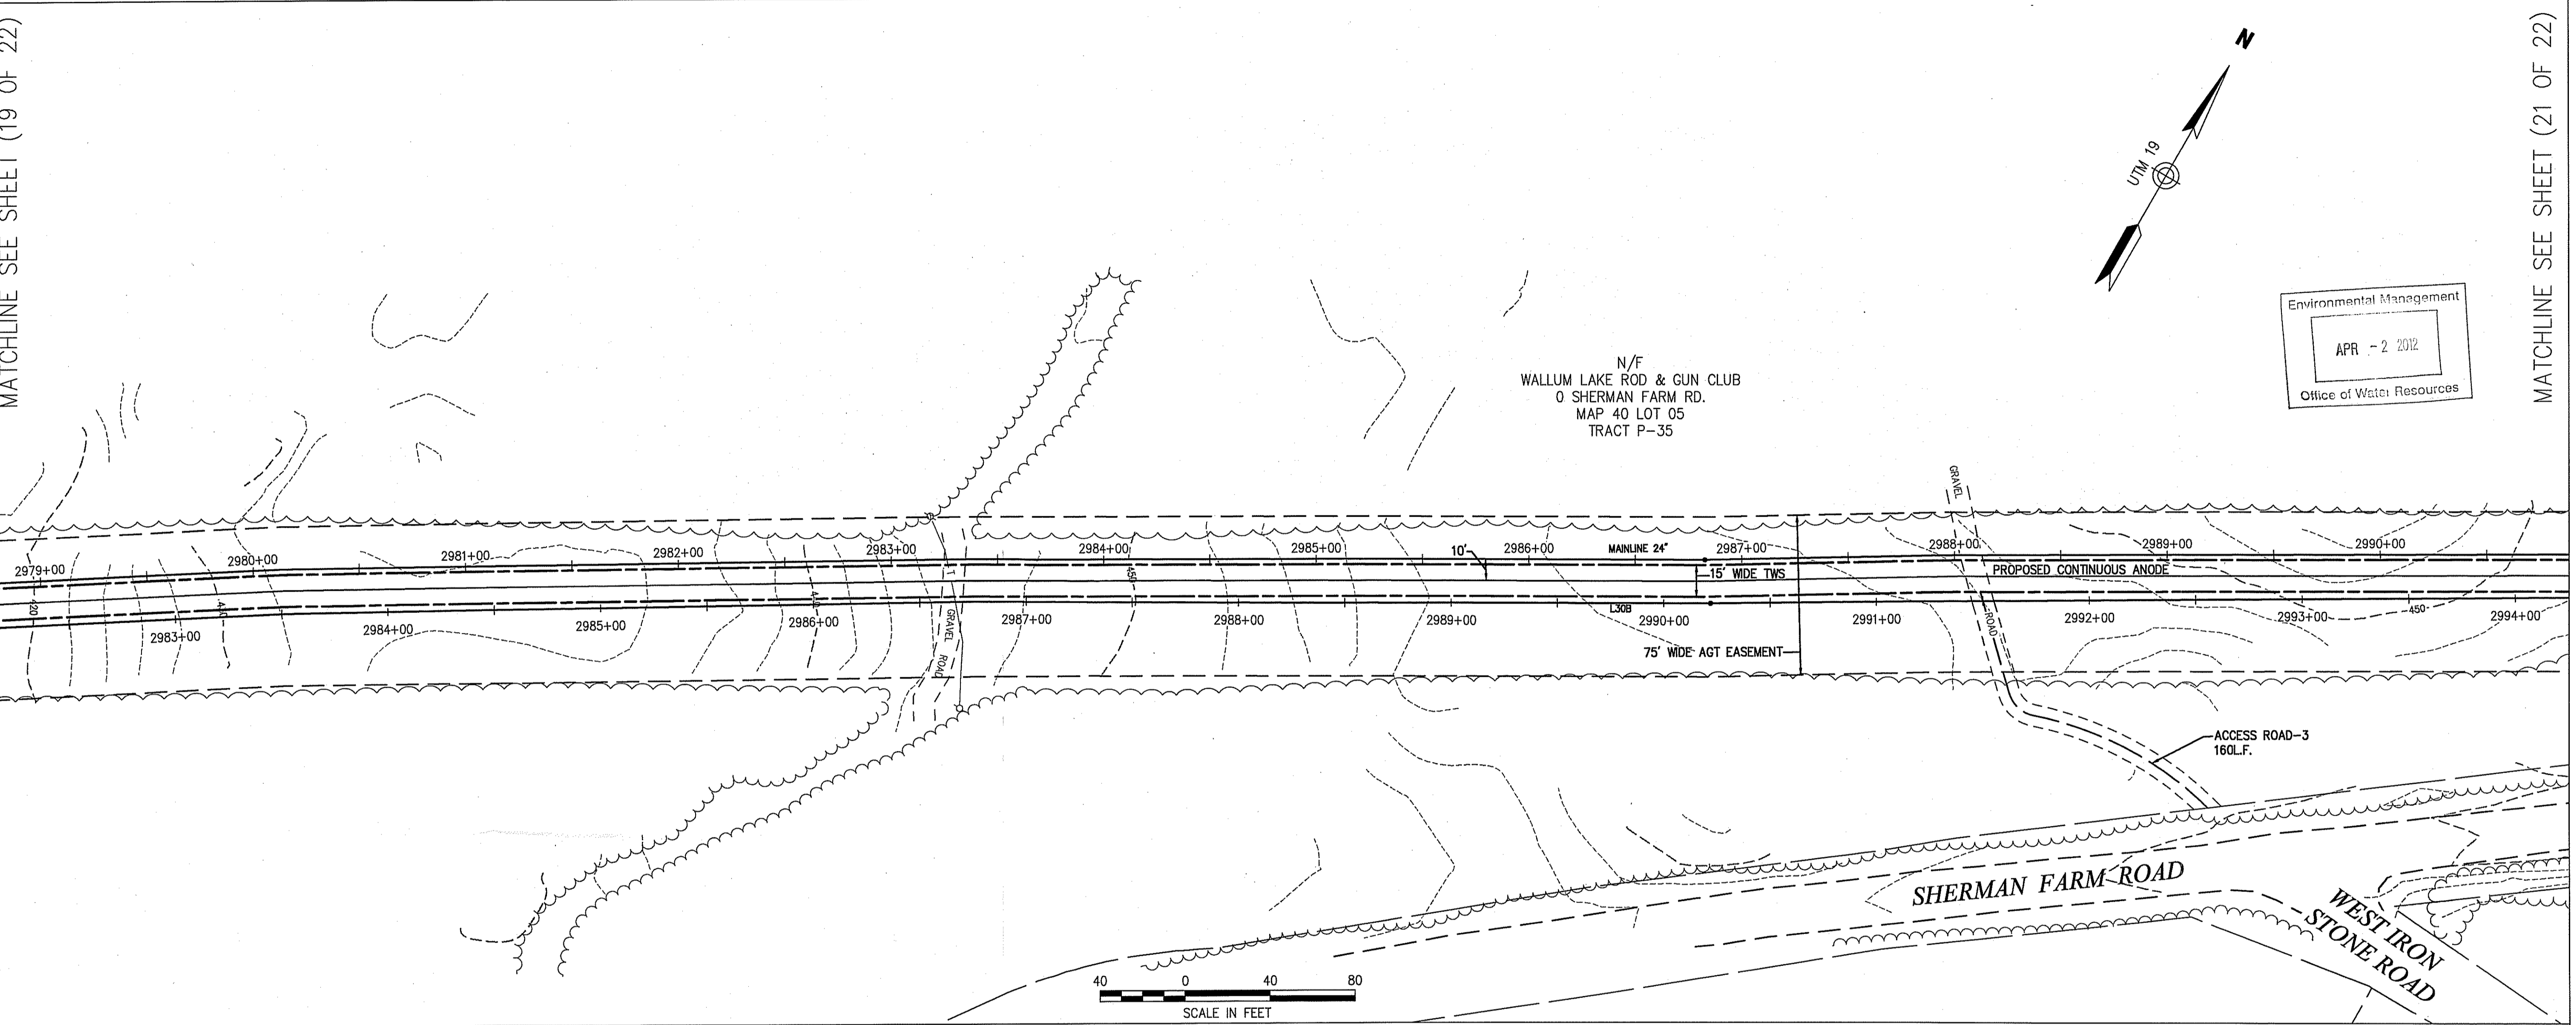 MATCHLINE SEE SHEET (19 OF 22)
MATCHLINE SEE SHEET (21 OF 22)
N
UTM 19
Environmental Management
APR - 2 2012
Office of Water Resources
N/F
WALLUM LAKE ROD & GUN CLUB
0 SHERMAN FARM RD.
MAP 40 LOT 05
TRACT P-35
GRAVEL
ROAD
2979+00
2980+00
2981+00
2982+00
2983+00
2984+00
2985+00
10'
2986+00
MAINLINE 24"
2987+00
2988+00
2989+00
2990+00
15' WIDE TWS
PROPOSED CONTINUOUS ANODE
420
450
L30B
450
2983+00
2984+00
2985+00
2986+00
2987+00
2988+00
2989+00
2990+00
2991+00
2992+00
2993+00
2994+00
GRAVEL
ROAD
75' WIDE AGT EASEMENT
ACCESS ROAD-3
160L.F.
SHERMAN FARM ROAD
WEST IRON
STONE ROAD
40 0 40 80
SCALE IN FEET